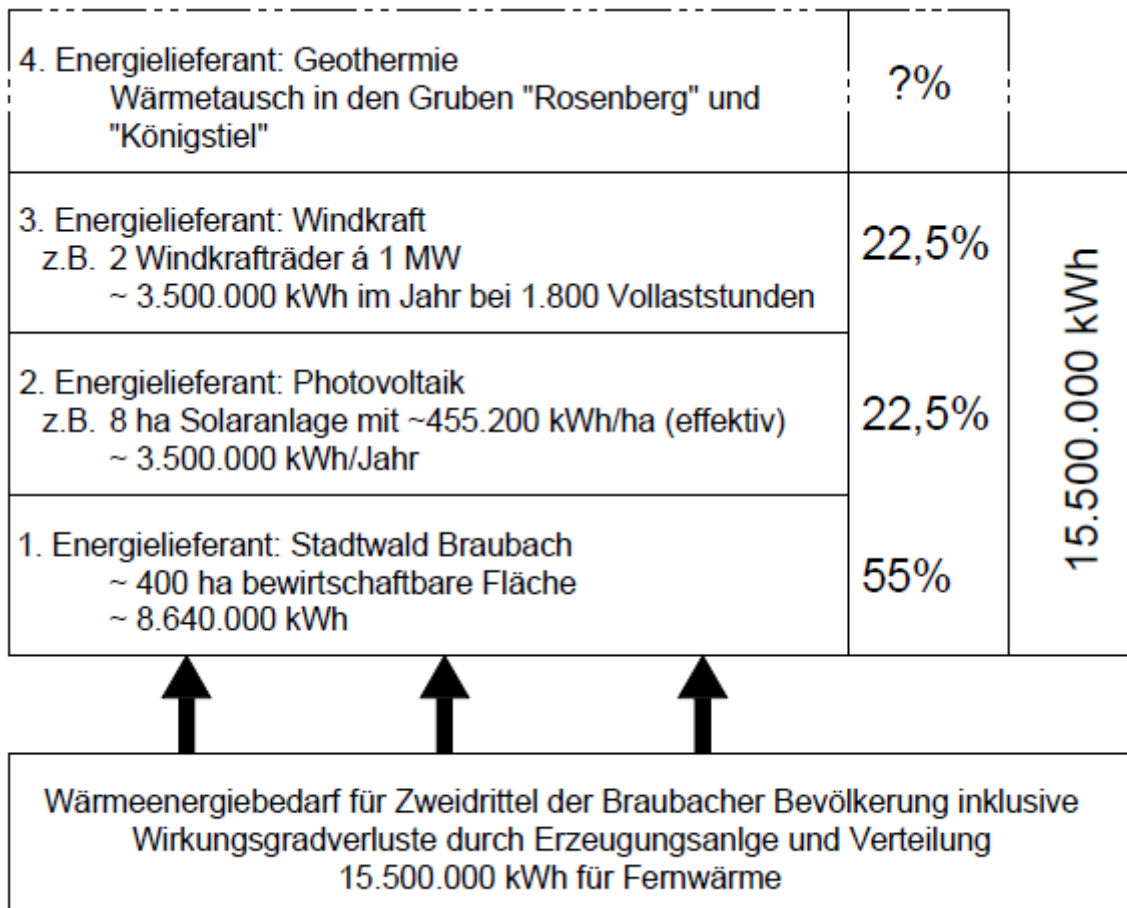 4. Energielieferant: Geothermie
Wärmetausch in den Gruben "Rosenberg" und
"Königstiel"
?%
3. Energielieferant: Windkraft
z.B. 2 Windkrafträder á 1 MW
~ 3.500.000 kWh im Jahr bei 1.800 Vollaststunden
22,5%
2. Energielieferant: Photovoltaik
z.B. 8 ha Solaranlage mit ~455.200 kWh/ha (effektiv)
~ 3.500.000 kWh/Jahr
22,5%
1. Energielieferant: Stadtwald Braubach
~ 400 ha bewirtschaftbare Fläche
~ 8.640.000 kWh
55%
15.500.000 kWh
Wärmeenergiebedarf für Zweidrittel der Braubacher Bevölkerung inklusive
Wirkungsgradverluste durch Erzeugungsanlge und Verteilung
15.500.000 kWh für Fernwärme